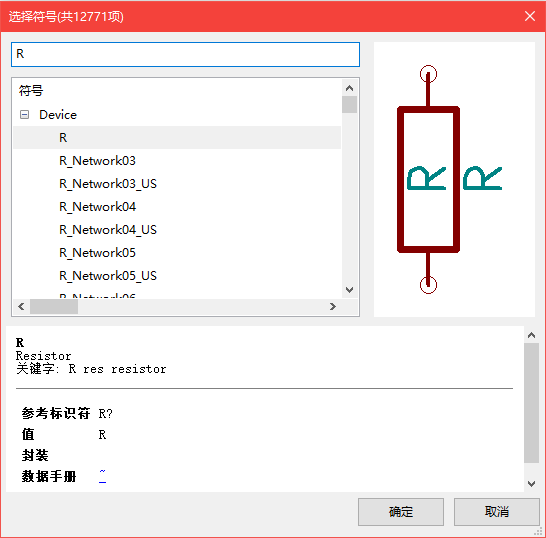 选择符号(共12771项)
R
符号
Device
R
R_Network03
R_Network03_US
R_Network04
R_Network04_US
R_Network05
R_Network05_US
R_Network06
R
R
R
Resistor
关键字: R res resistor
参考标识符 R?
值 R
封装
数据手册 ~
确定 取消